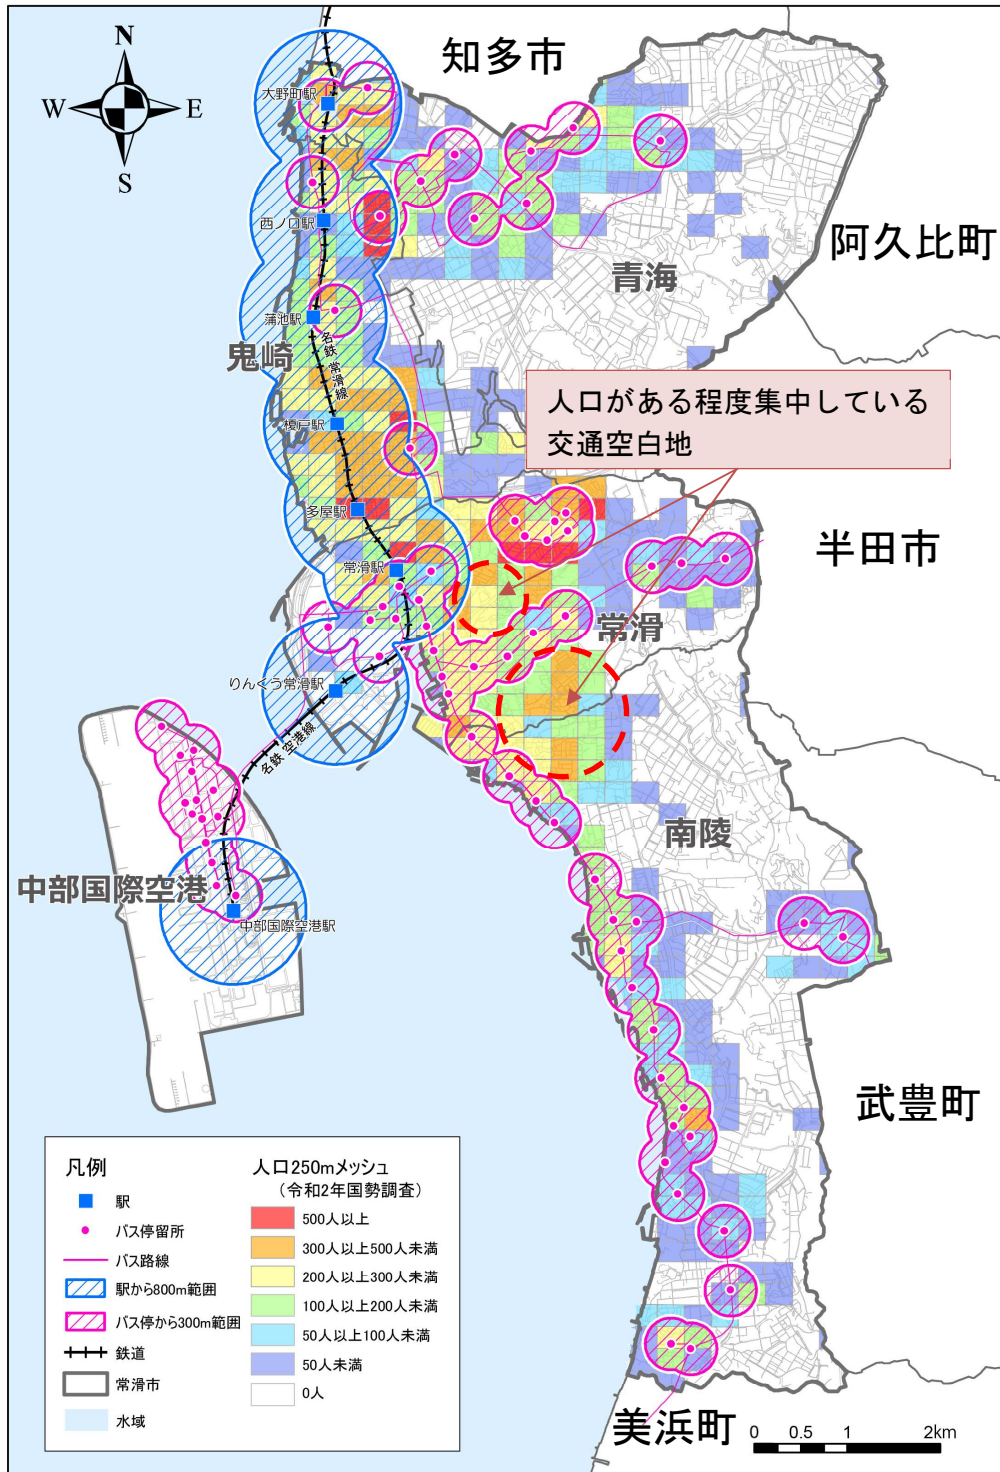 N
W
E
S
知多市
大野町駅
西ノ口駅
阿久比町
青海
蒲池駅
鬼崎
名鉄 常滑線
人口がある程度集中している
交通空白地
榎戸駅
多屋駅
半田市
常滑駅
常滑
りんくう常滑駅
名鉄 空港線
南陵
中部国際空港
中部国際空港駅
武豊町
凡例
駅
バス停留所
バス路線
駅から800m範囲
バス停から300m範囲
鉄道
常滑市
水域
人口250mメッシュ
（令和2年国勢調査）
500人以上
300人以上500人未満
200人以上300人未満
100人以上200人未満
50人以上100人未満
50人未満
0人
美浜町
0 0.5 1 2km